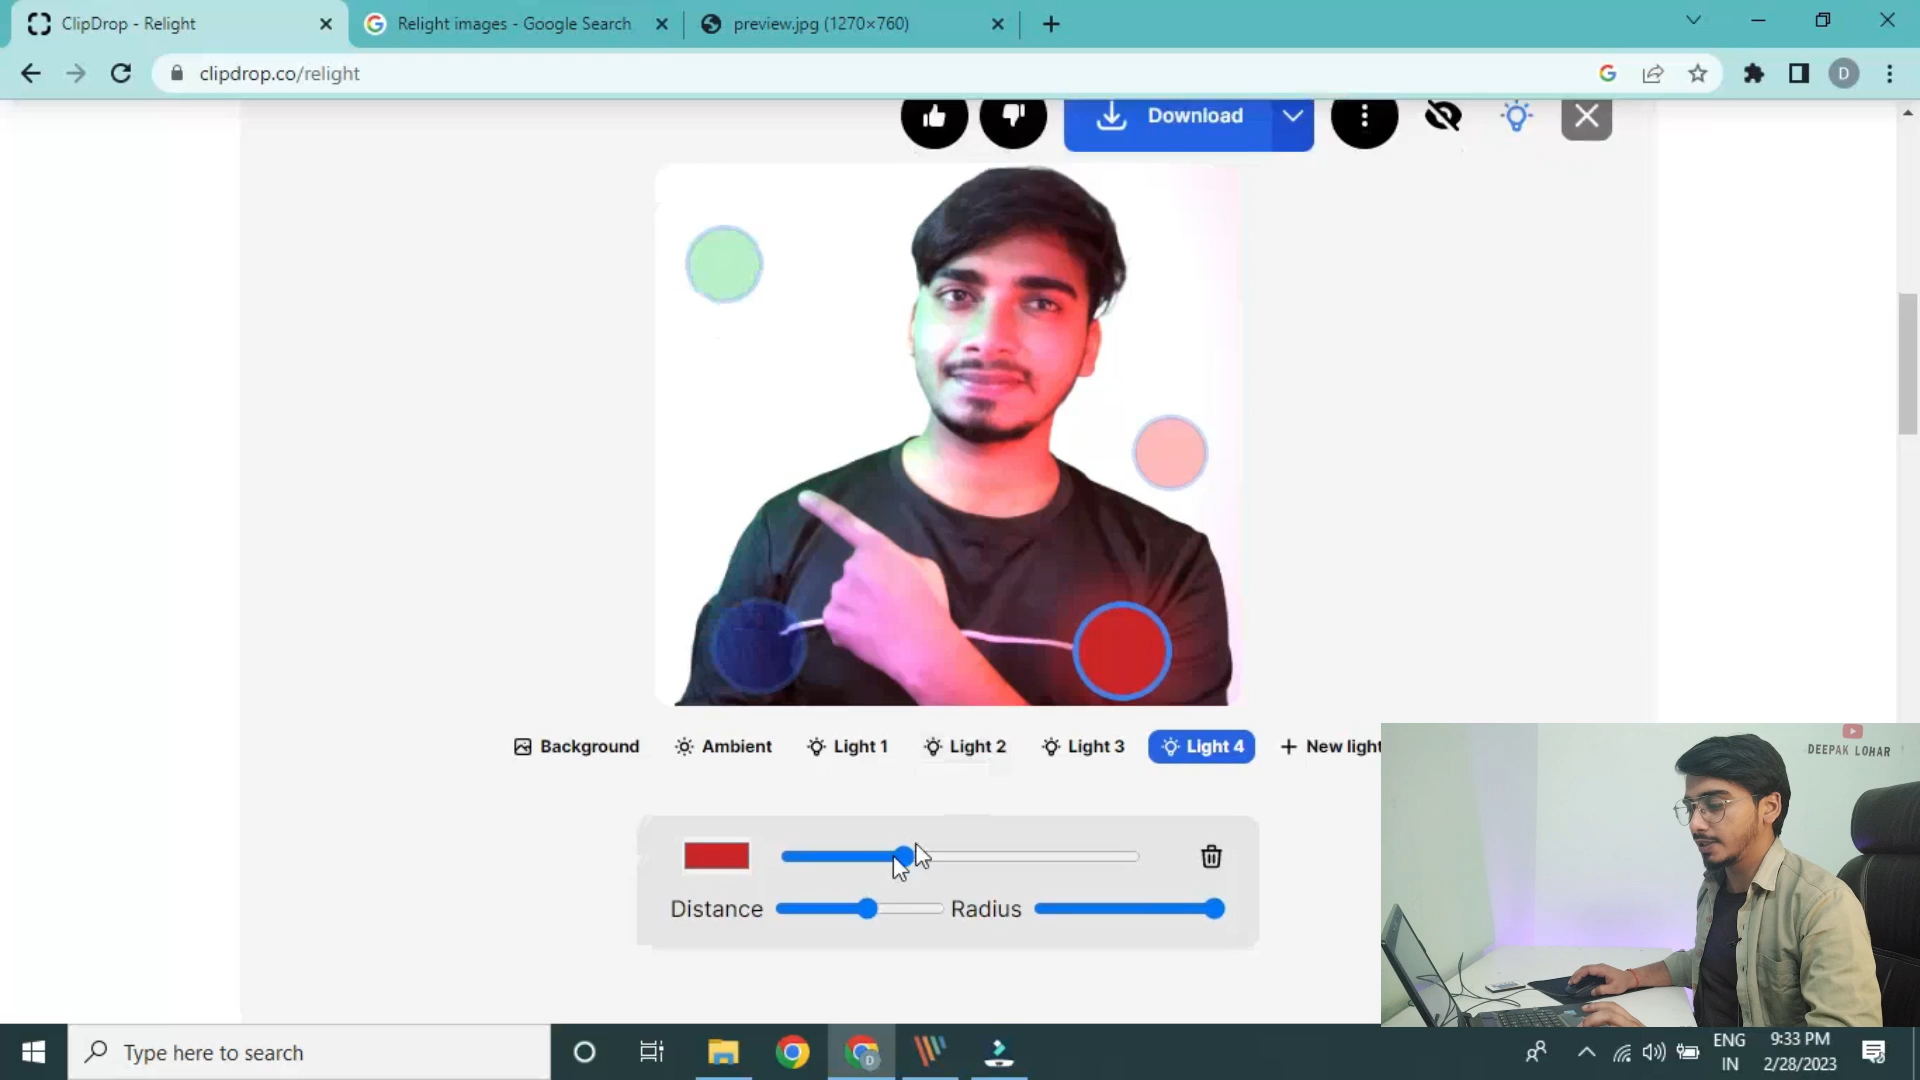 ClipDrop - Relight
Relight images - Google Search
preview.jpg (1270×760)
clipdrop.co/relight
D
Download
Background
Ambient
Light 1
Light 2
Light 3
Light 4
+ New light
DEEPAK LOHAR
Distance
Radius
Type here to search
D
ENG
IN
9:33 PM
2/28/2023